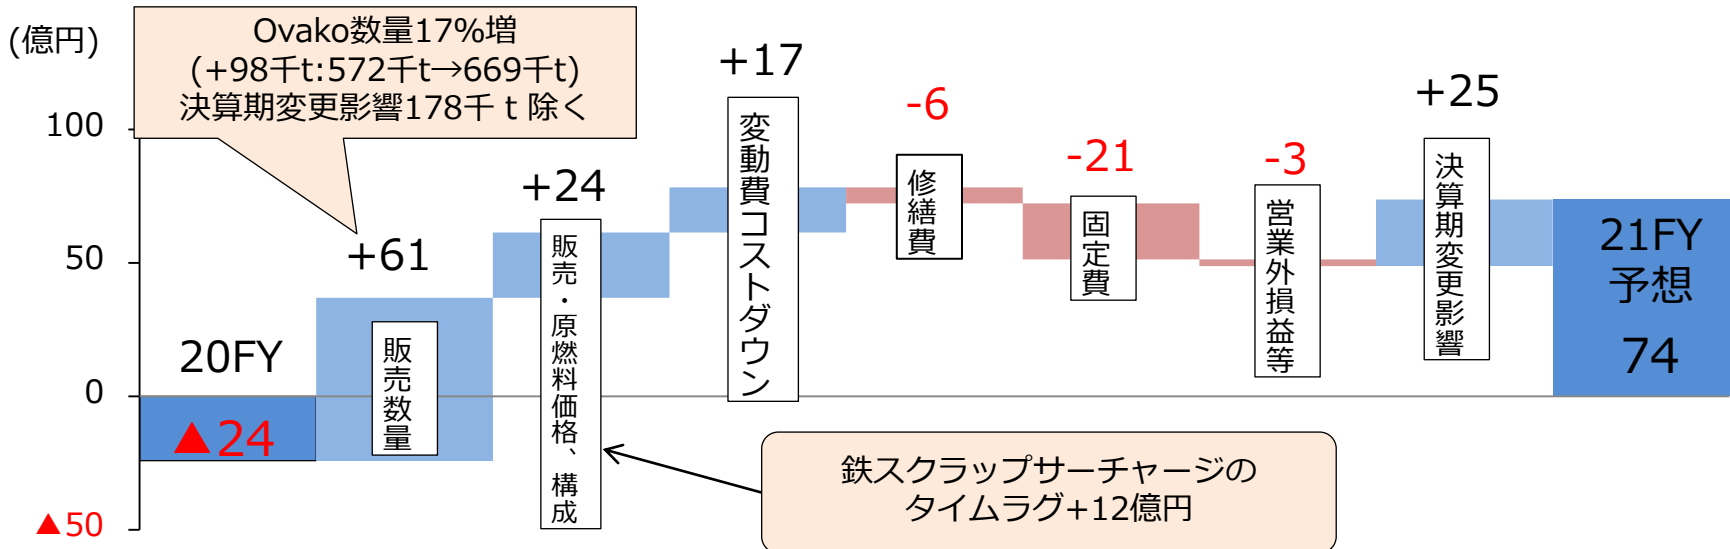 (億円)
Ovako数量17%増
(+98千t:572千t→669千t)
決算期変更影響178千ｔ除く
100
50
0
▲50
20FY
▲24
+61
販売数量
+24
販売・原燃料価格、構成
+17
変動費コストダウン
-6
修繕費
-21
固定費
-3
営業外損益等
+25
決算期変更影響
21FY
予想
74
鉄スクラップサーチャージの
タイムラグ+12億円